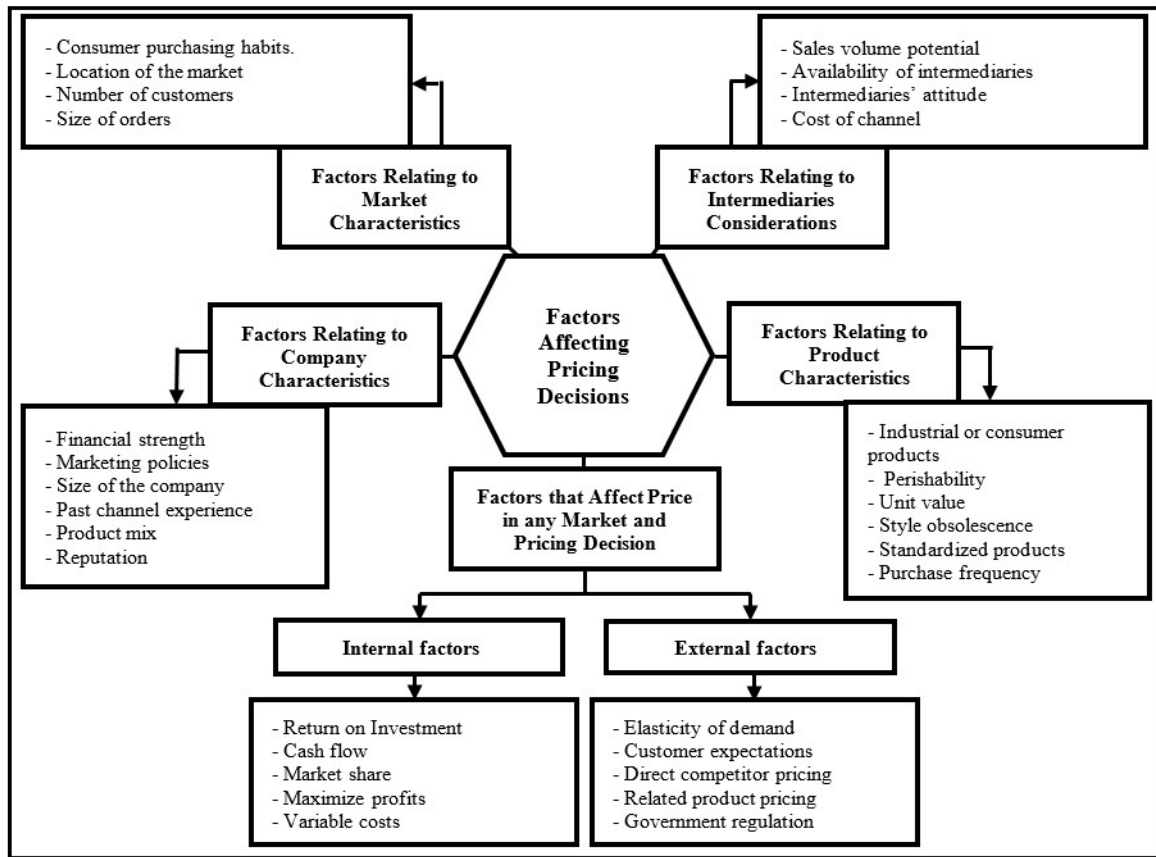 - Consumer purchasing habits.
- Location of the market
- Number of customers
- Size of orders
- Sales volume potential
- Availability of intermediaries
- Intermediaries’ attitude
- Cost of channel
Factors Relating to
Market
Characteristics
Factors Relating to
Intermediaries
Considerations
Factors
Affecting
Pricing
Decisions
Factors Relating to
Company
Characteristics
Factors Relating to
Product
Characteristics
- Financial strength
- Marketing policies
- Size of the company
- Past channel experience
- Product mix
- Reputation
- Industrial or consumer
products
- Perishability
- Unit value
- Style obsolescence
- Standardized products
- Purchase frequency
Factors that Affect Price
in any Market and
Pricing Decision
Internal factors
External factors
- Return on Investment
- Cash flow
- Market share
- Maximize profits
- Variable costs
- Elasticity of demand
- Customer expectations
- Direct competitor pricing
- Related product pricing
- Government regulation